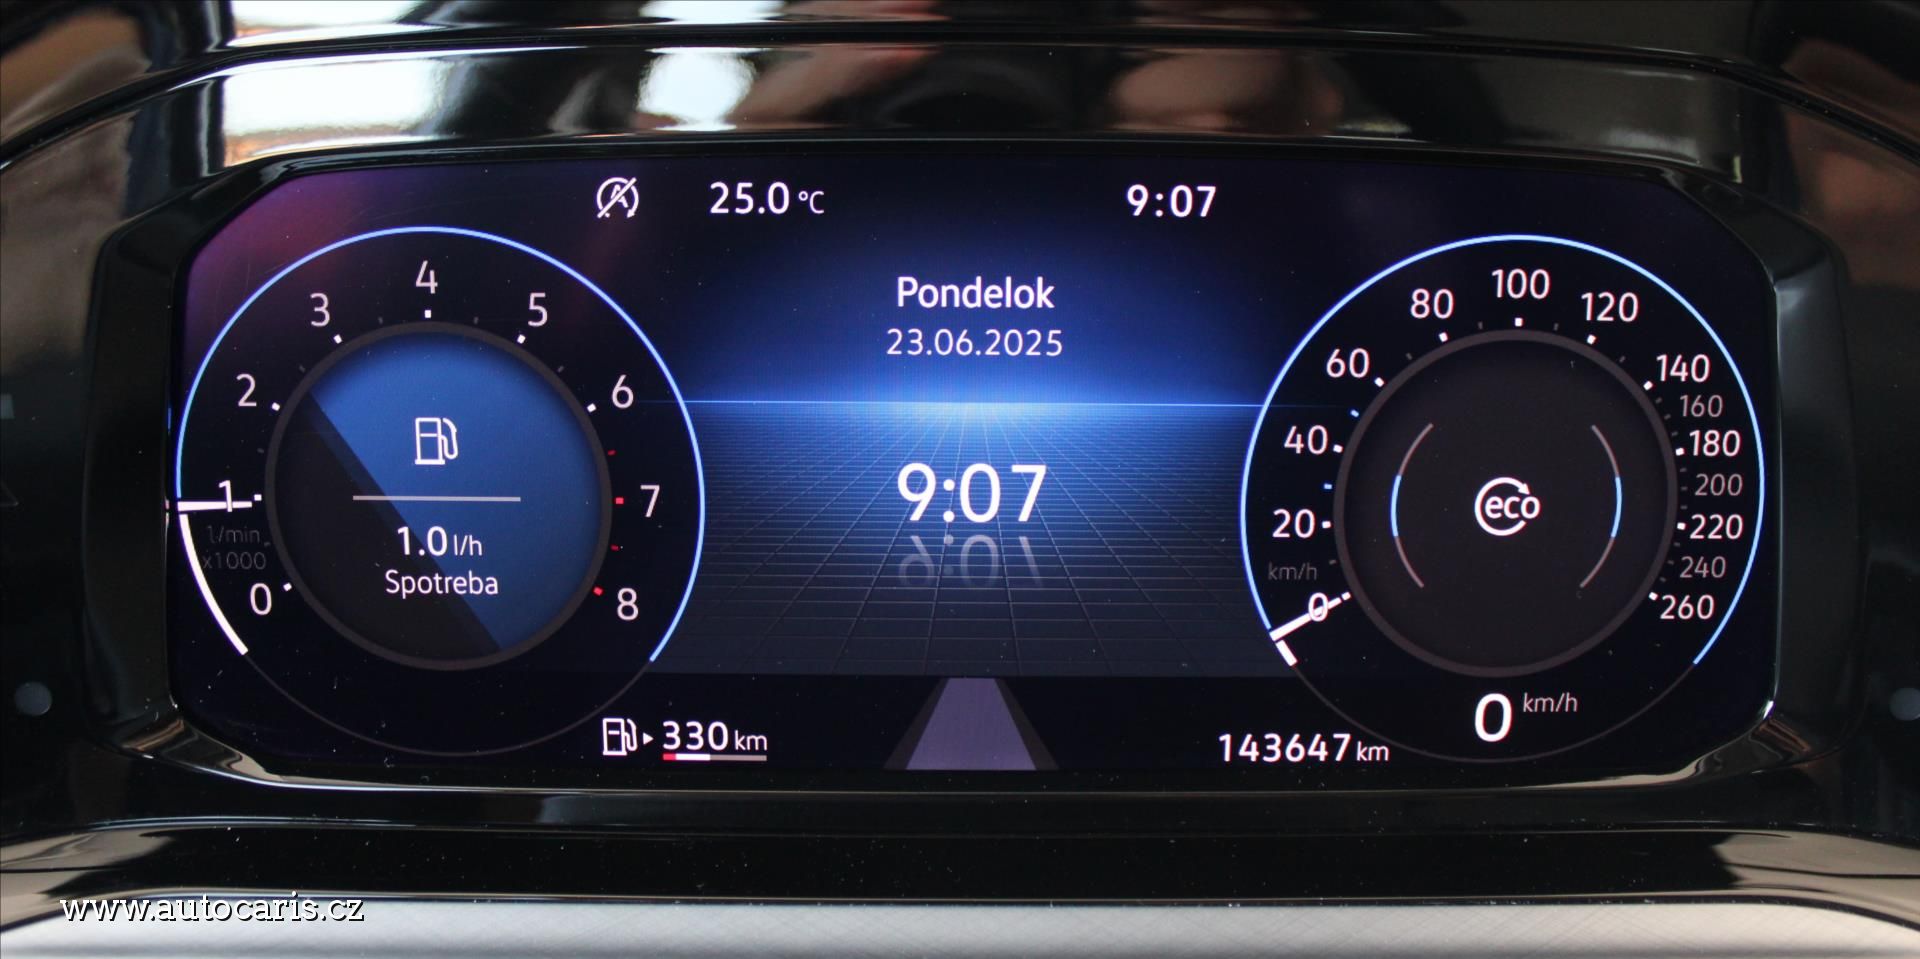 25.0 °C
9:07
Pondelok
23.06.2025
9:07
0
1
2
3
4
5
6
7
8
1/min
x1000
1.0 l/h
Spotreba
0
20
40
60
80
100
120
140
160
180
200
220
240
260
km/h
eco
0 km/h
330 km
143647 km
www.autocaris.cz